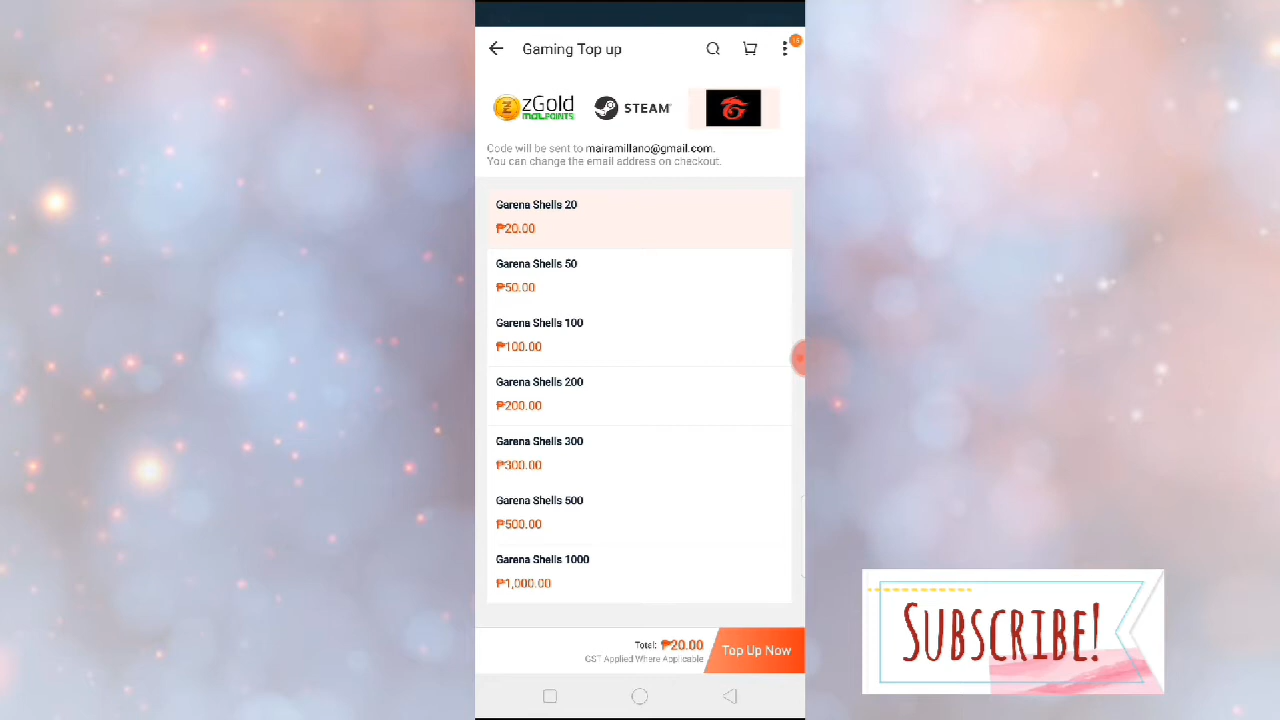 Gaming Top up
zGold
MOLPOINTS
STEAM
Code will be sent to mairamillano@gmail.com.
You can change the email address on checkout.
Garena Shells 20
₱20.00
Garena Shells 50
₱50.00
Garena Shells 100
₱100.00
Garena Shells 200
₱200.00
Garena Shells 300
₱300.00
Garena Shells 500
₱500.00
Garena Shells 1000
₱1,000.00
Total: ₱20.00
GST Applied Where Applicable
Top Up Now
SUBSCRIBE!